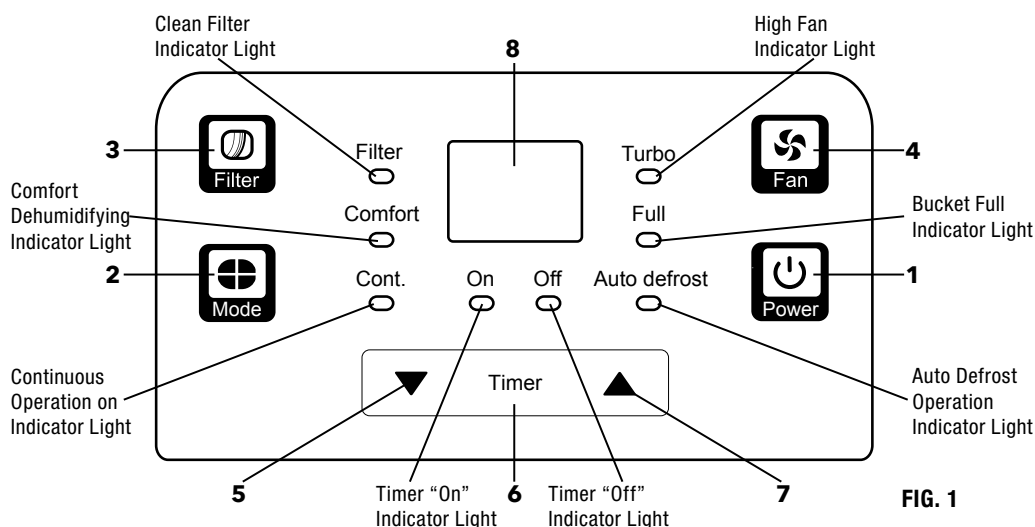 Clean Filter
Indicator Light
8
High Fan
Indicator Light
3
Filter
Filter
Turbo
Fan
4
Comfort
Dehumidifying
Indicator Light
Comfort
Full
Bucket Full
Indicator Light
2
Mode
Cont.
On
Off
Auto defrost
Power
1
Continuous
Operation on
Indicator Light
Timer
Auto Defrost
Operation
Indicator Light
5
Timer “On”
Indicator Light
6
Timer “Off”
Indicator Light
7
FIG. 1